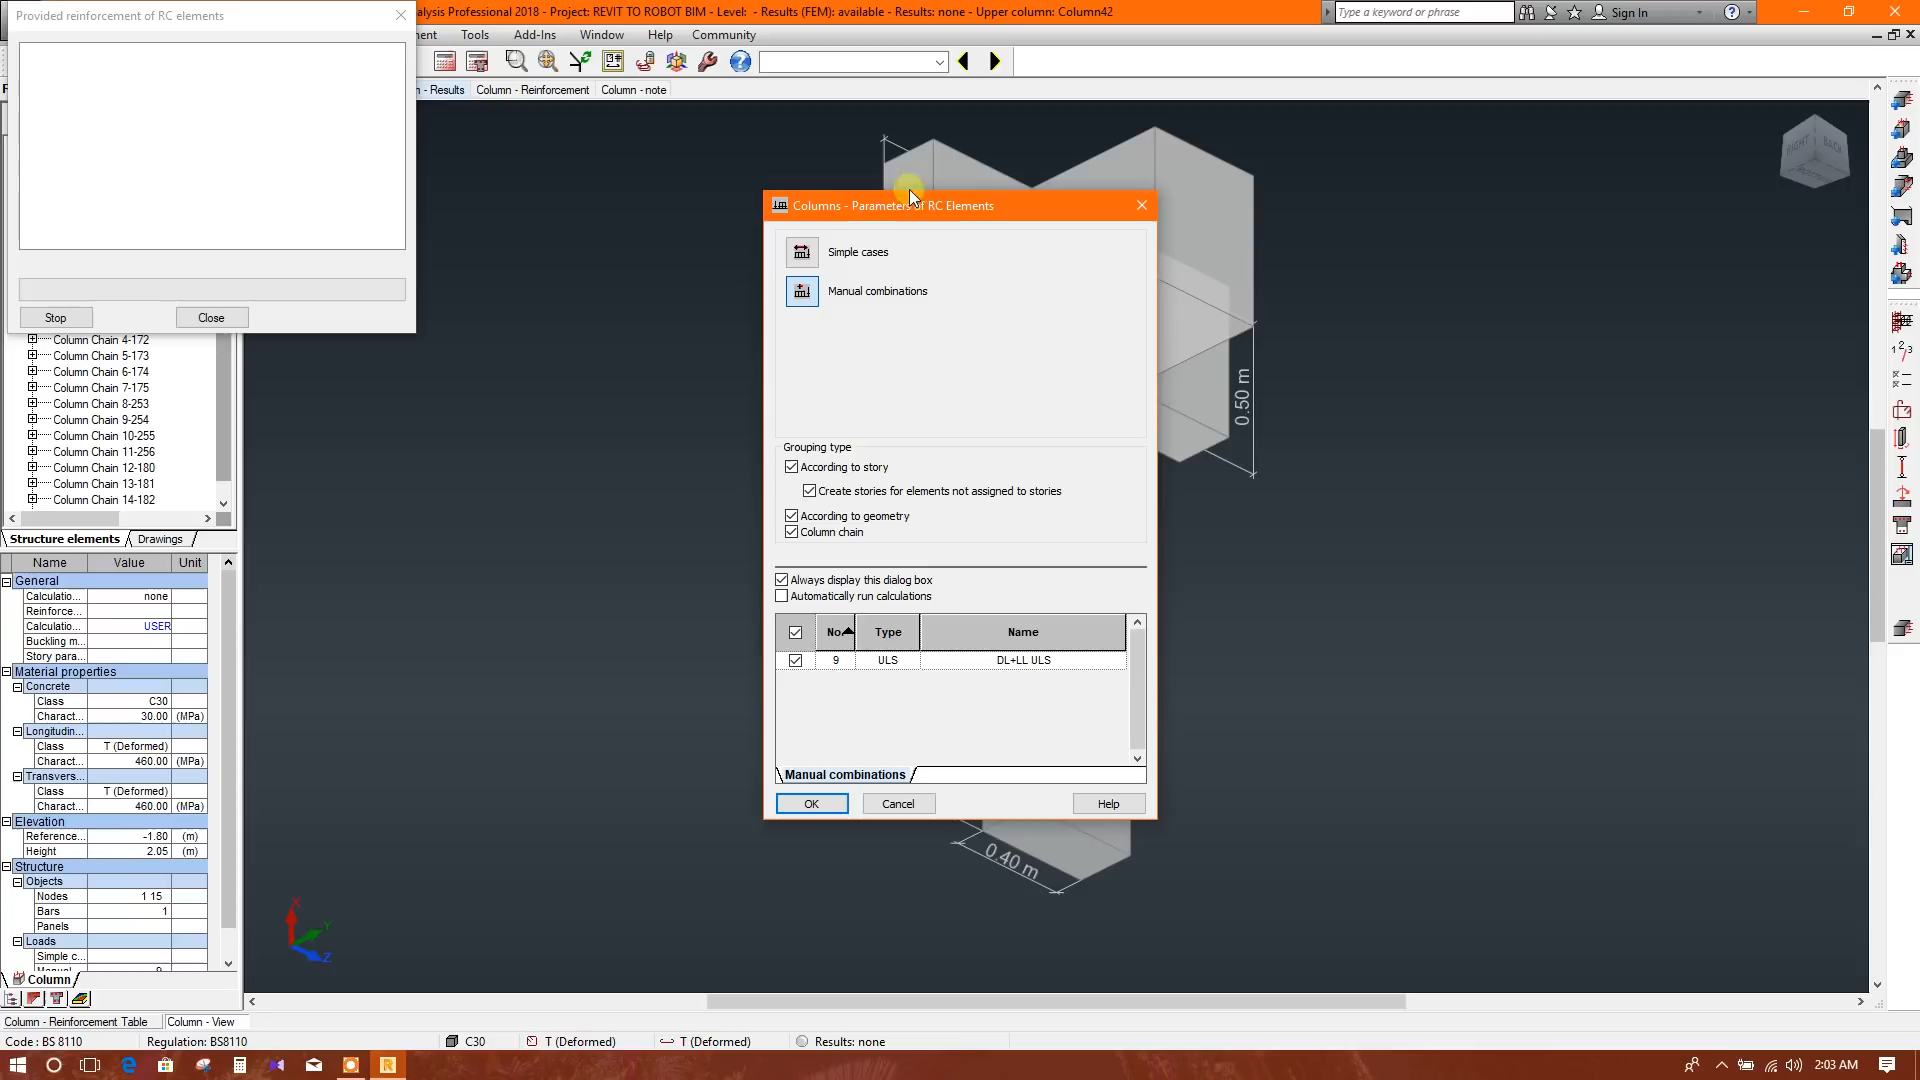 Provided reinforcement of RC elements
alysis Professional 2018 - Project: REVIT TO ROBOT BIM - Level:  - Results (FEM): available - Results: none - Upper column: Column42
Type a keyword or phrase
Sign In
ent Tools Add-Ins Window Help Community
n - Results Column - Reinforcement Column - note
RIGHT BACK
Columns - Parameters of RC Elements
Simple cases
Manual combinations
Stop Close
Column Chain 4-172
Column Chain 5-173
Column Chain 6-174
Column Chain 7-175
Column Chain 8-253
Column Chain 9-254
Column Chain 10-255
Column Chain 11-256
Column Chain 12-180
Column Chain 13-181
Column Chain 14-182
Structure elements Drawings
0.50 m
Grouping type
According to story
Create stories for elements not assigned to stories
According to geometry
Column chain
Always display this dialog box
Automatically run calculations
No. Type Name
9 ULS DL+LL ULS
Manual combinations
OK Cancel Help
0.40 m
Name Value Unit
General
Calculatio... none
Reinforce...
Calculatio... USER
Buckling m...
Story para...
Material properties
Concrete
Class C30
Charact... 30.00 (MPa)
Longitudin...
Class T (Deformed)
Charact... 460.00 (MPa)
Transvers...
Class T (Deformed)
Charact... 460.00 (MPa)
Elevation
Reference... -1.80 (m)
Height 2.05 (m)
Structure
Objects
Nodes 1 15
Bars 1
Panels
Loads
Simple c...
X
Y
Z
Column
Column - Reinforcement Table Column - View
Code : BS 8110 Regulation: BS8110 C30 T (Deformed) T (Deformed) Results: none
2:03 AM